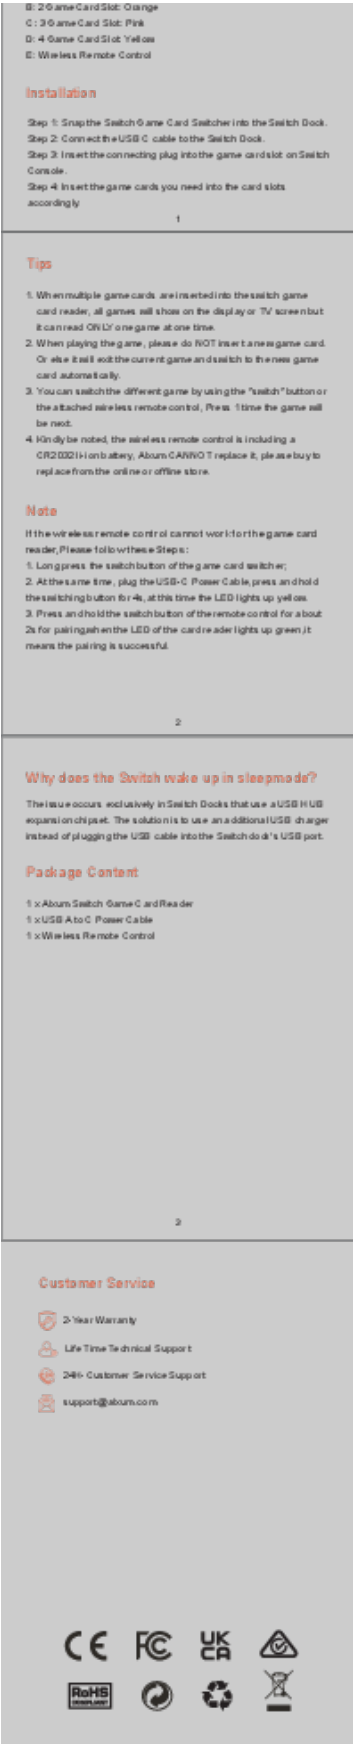 B: 2 Game Card Slot: Orange
C: 3 Game Card Slot: Pink
D: 4 Game Card Slot: Yellow
E: Wireless Remote Control
Installation
Step 1: Snap the Switch Game Card Switcher into the Switch Dock.
Step 2: Connect the USB C cable to the Switch Dock.
Step 3: Insert the connecting plug into the game card slot on Switch
Console.
Step 4: Insert the game cards you need into the card slots
accordingly.
1
Tips
1. When multiple game cards are inserted into the switch game
card reader, all games will show on the display or TV screen but
it can read ONLY one game at one time.
2. When playing the game, please do NOT insert a new game card.
Or else it will exit the current game and switch to the new game
card automatically.
3. You can switch the different game by using the "switch" button or
the attached wireless remote control, Press 1 time the game will
be next.
4. Kindly be noted, the wireless remote control is including a
CR2032 li-ion battery, Abxum CANNOT replace it, please buy to
replace from the online or offline store.
Note
If the wireless remote control cannot work for the game card
reader, Please follow these Steps:
1. Long press the switch button of the game card switcher;
2. At the same time, plug the USB-C Power Cable, press and hold
the switching button for 4s, at this time the LED lights up yellow.
3. Press and hold the switch button of the remote control for about
2s for pairing,when the LED of the card reader lights up green,it
means the pairing is successful.
2
Why does the Switch wake up in sleepmode?
The issue occurs exclusively in Switch Docks that use a USB HUB
expansion chipset. The solution is to use an additional USB charger
instead of plugging the USB cable into the Switch dock's USB port.
Package Content
1 x Abxum Switch Game Card Reader
1 x USB A to C Power Cable
1 x Wireless Remote Control
3
Customer Service
2-Year Warranty
Life Time Technical Support
24H- Customer Service Support
support@abxum.com
CE FC UK
CA
RoHS
COMPLIANT